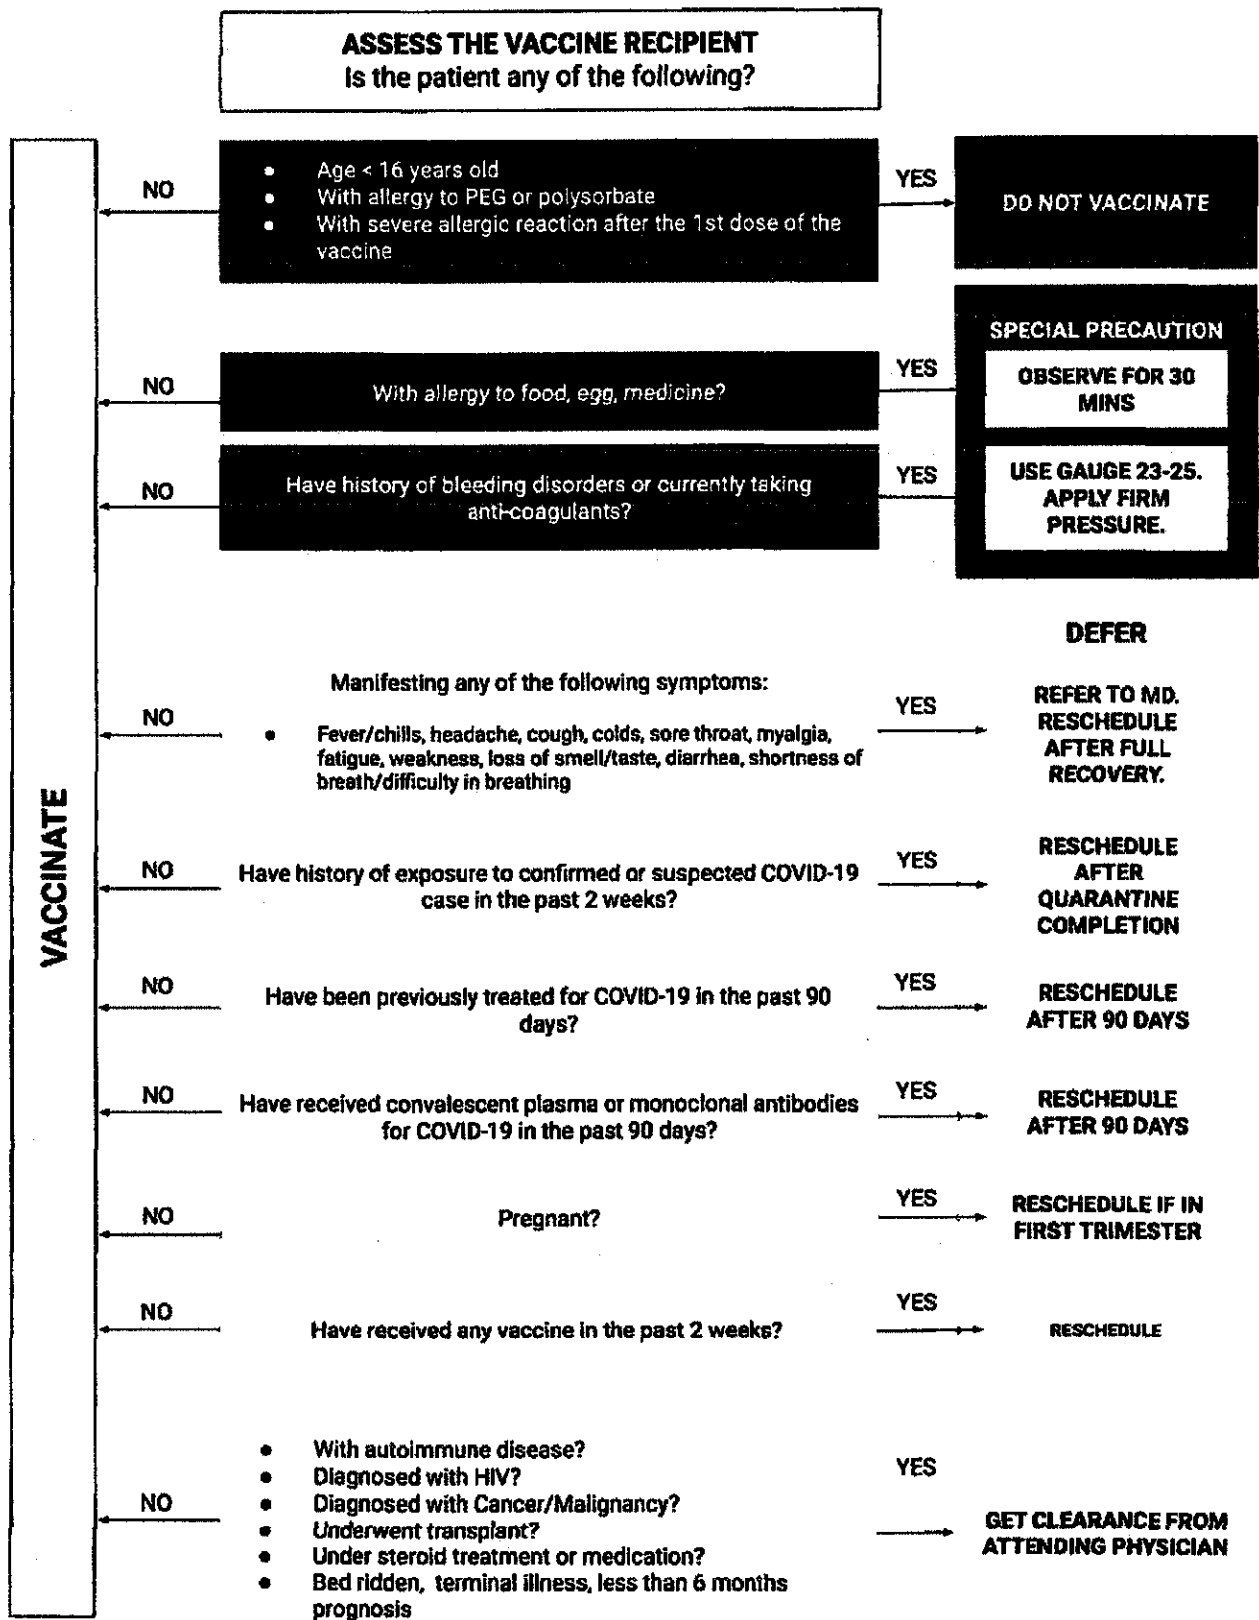 ASSESS THE VACCINE RECIPIENT
Is the patient any of the following?
NO
• Age < 16 years old
• With allergy to PEG or polysorbate
• With severe allergic reaction after the 1st dose of the
vaccine
YES
DO NOT VACCINATE
SPECIAL PRECAUTION
NO
With allergy to food, egg, medicine?
YES
OBSERVE FOR 30
MINS
NO
Have history of bleeding disorders or currently taking
anti-coagulants?
YES
USE GAUGE 23-25.
APPLY FIRM
PRESSURE.
DEFER
NO
Manifesting any of the following symptoms:
• Fever/chills, headache, cough, colds, sore throat, myalgia,
fatigue, weakness, loss of smell/taste, diarrhea, shortness of
breath/difficulty in breathing
YES
REFER TO MD.
RESCHEDULE
AFTER FULL
RECOVERY.
VACCINATE
NO
Have history of exposure to confirmed or suspected COVID-19
case in the past 2 weeks?
YES
RESCHEDULE
AFTER
QUARANTINE
COMPLETION
NO
Have been previously treated for COVID-19 in the past 90
days?
YES
RESCHEDULE
AFTER 90 DAYS
NO
Have received convalescent plasma or monoclonal antibodies
for COVID-19 in the past 90 days?
YES
RESCHEDULE
AFTER 90 DAYS
NO
Pregnant?
YES
RESCHEDULE IF IN
FIRST TRIMESTER
NO
Have received any vaccine in the past 2 weeks?
YES
RESCHEDULE
NO
• With autoimmune disease?
• Diagnosed with HIV?
• Diagnosed with Cancer/Malignancy?
• Underwent transplant?
• Under steroid treatment or medication?
• Bed ridden, terminal illness, less than 6 months
prognosis
YES
GET CLEARANCE FROM
ATTENDING PHYSICIAN